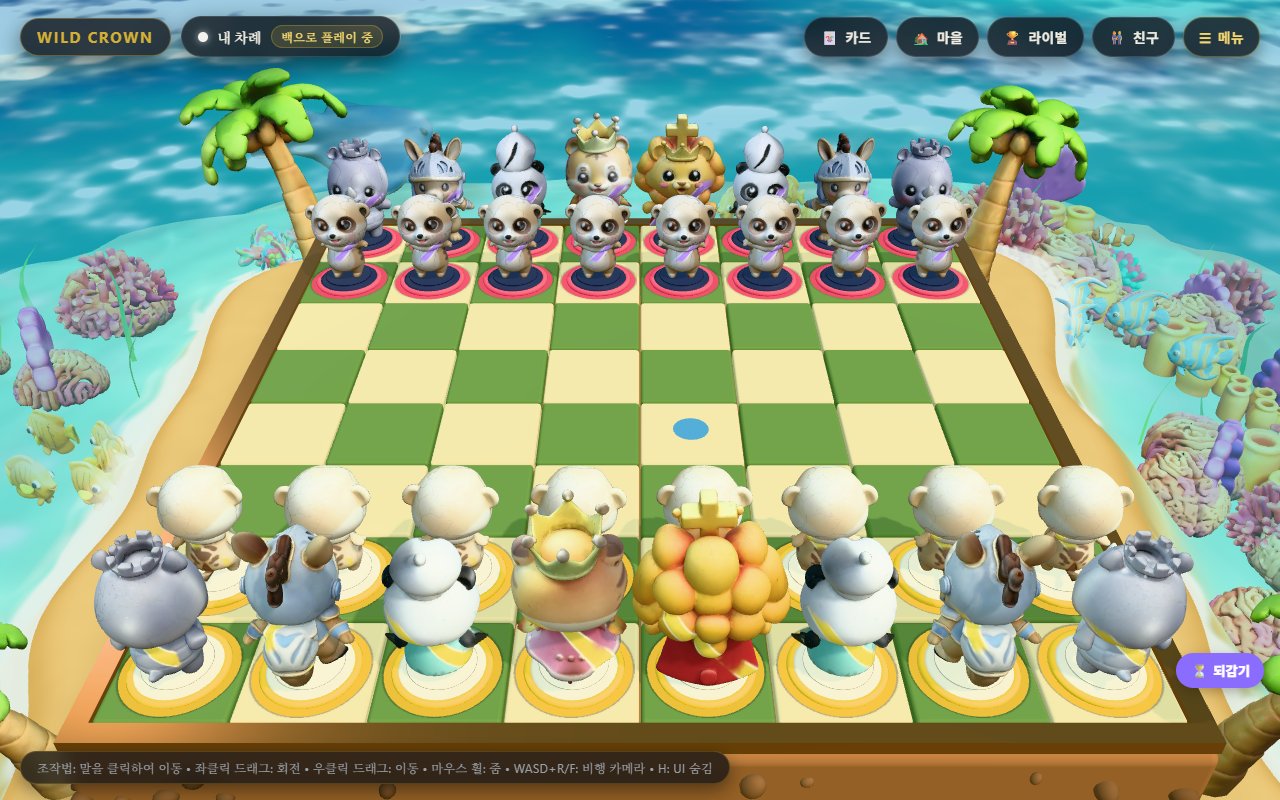 WILD CROWN
내 차례 백으로 플레이 중
카드
마을
라이벌
친구
☰ 메뉴
되감기
조작법: 말을 클릭하여 이동 • 좌클릭 드래그: 회전 • 우클릭 드래그: 이동 • 마우스 휠: 줌 • WASD+R/F: 비행 카메라 • H: UI 숨김